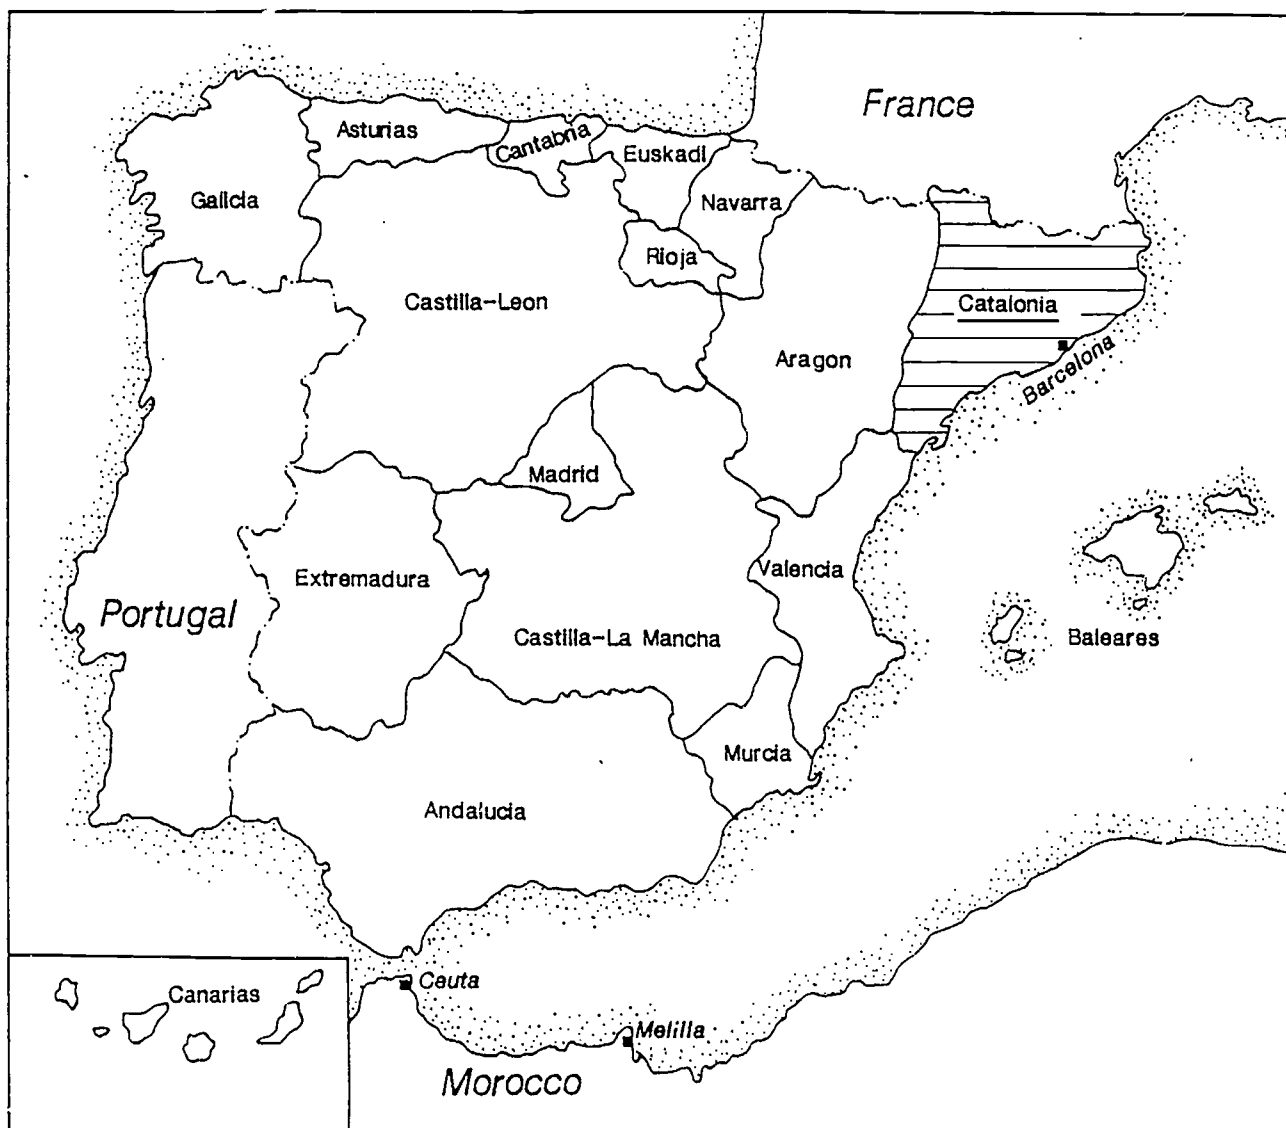 France
Asturias
Cantabria
Euskadi
Galicia
Navarra
Rioja
Castilla-Leon
Catalonia
Aragon
Barcelona
Madrid
Valencia
Extremadura
Portugal
Castilla-La Mancha
Baleares
Murcia
Andalucia
Canarias
Ceuta
Melilla
Morocco